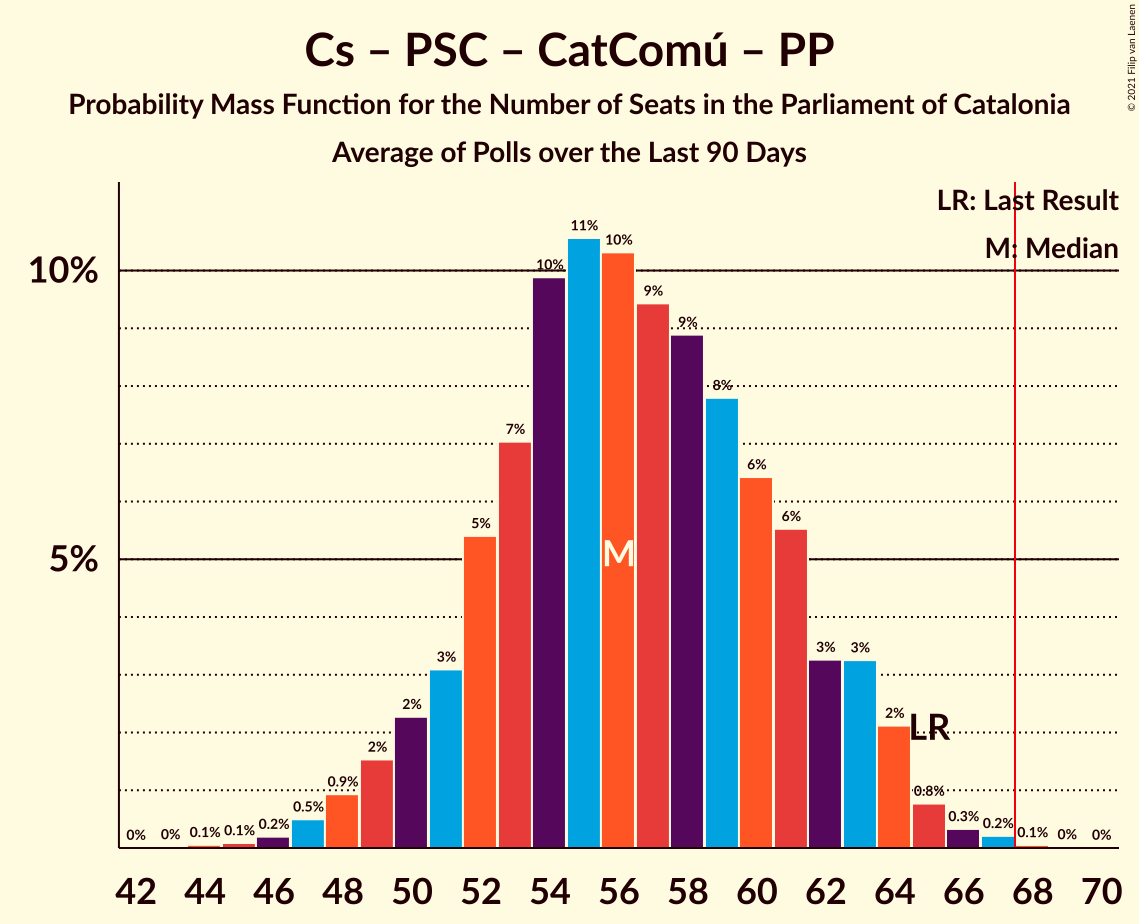 Cs – PSC – CatComú – PP
Probability Mass Function for the Number of Seats in the Parliament of Catalonia
Average of Polls over the Last 90 Days
© 2021 Filip van Laenen
LR: Last Result
M: Median
10%
5%
0% 0% 0.1% 0.1% 0.2% 0.5% 0.9% 2% 2% 3% 5% 7% 10% 11% 10% 9% 9% 8% 6% 6% 3% 3% 2% 0.8% 0.3% 0.2% 0.1% 0% 0%
M
LR
42 44 46 48 50 52 54 56 58 60 62 64 66 68 70